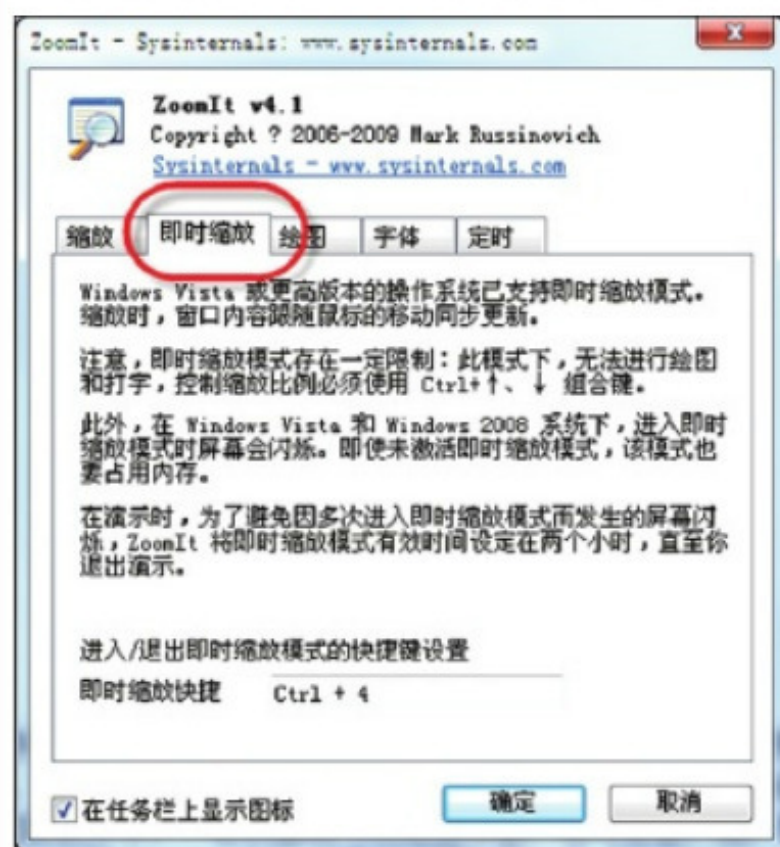 ZoomIt - Sysinternals: www.sysinternals.com
ZoomIt v4.1
Copyright ? 2006-2009 Mark Russinovich
Sysinternals - www.sysinternals.com
缩放 即时缩放 绘图 字体 定时
Windows Vista 或更高版本的操作系统已支持即时缩放模式。
缩放时，窗口内容跟随鼠标的移动同步更新。
注意，即时缩放模式存在一定限制：此模式下，无法进行绘图
和打字，控制缩放比例必须使用 Ctrl+↑、↓ 组合键。
此外，在 Windows Vista 和 Windows 2008 系统下，进入即时
缩放模式时屏幕会闪烁。即使未激活即时缩放模式，该模式也
要占用内存。
在演示时，为了避免因多次进入即时缩放模式而发生的屏幕闪
烁，ZoomIt 将即时缩放模式有效时间设定在两个小时，直至你
退出演示。
进入/退出即时缩放模式的快捷键设置
即时缩放快捷 Ctrl + 4
在任务栏上显示图标 确定 取消